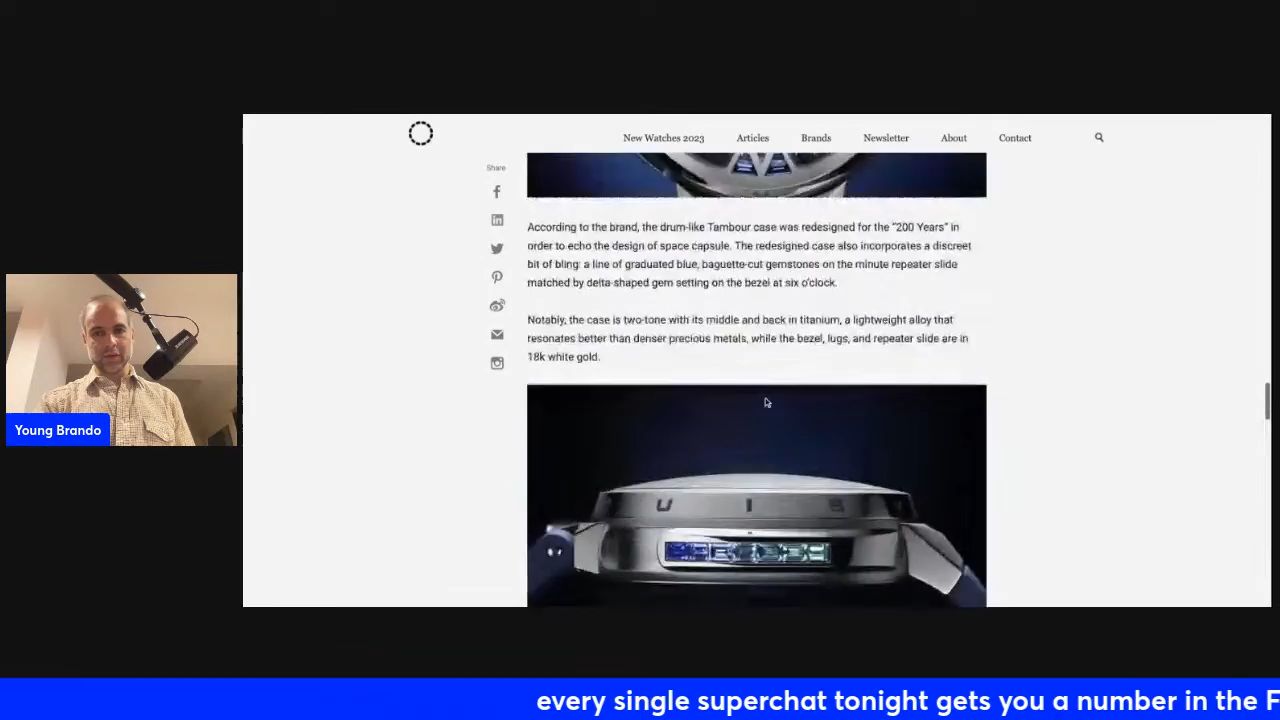 New Watches 2023 Articles Brands Newsletter About Contact
Share
According to the brand, the drum-like Tambour case was redesigned for the "200 Years" in
order to echo the design of space capsule. The redesigned case also incorporates a discreet
bit of bling: a line of graduated blue, baguette-cut gemstones on the minute repeater slide
matched by delta-shaped gem setting on the bezel at six o'clock.
Notably, the case is two-tone with its middle and back in titanium, a lightweight alloy that
resonates better than denser precious metals, while the bezel, lugs, and repeater slide are in
18k white gold.
U I S
Young Brando
every single superchat tonight gets you a number in the F